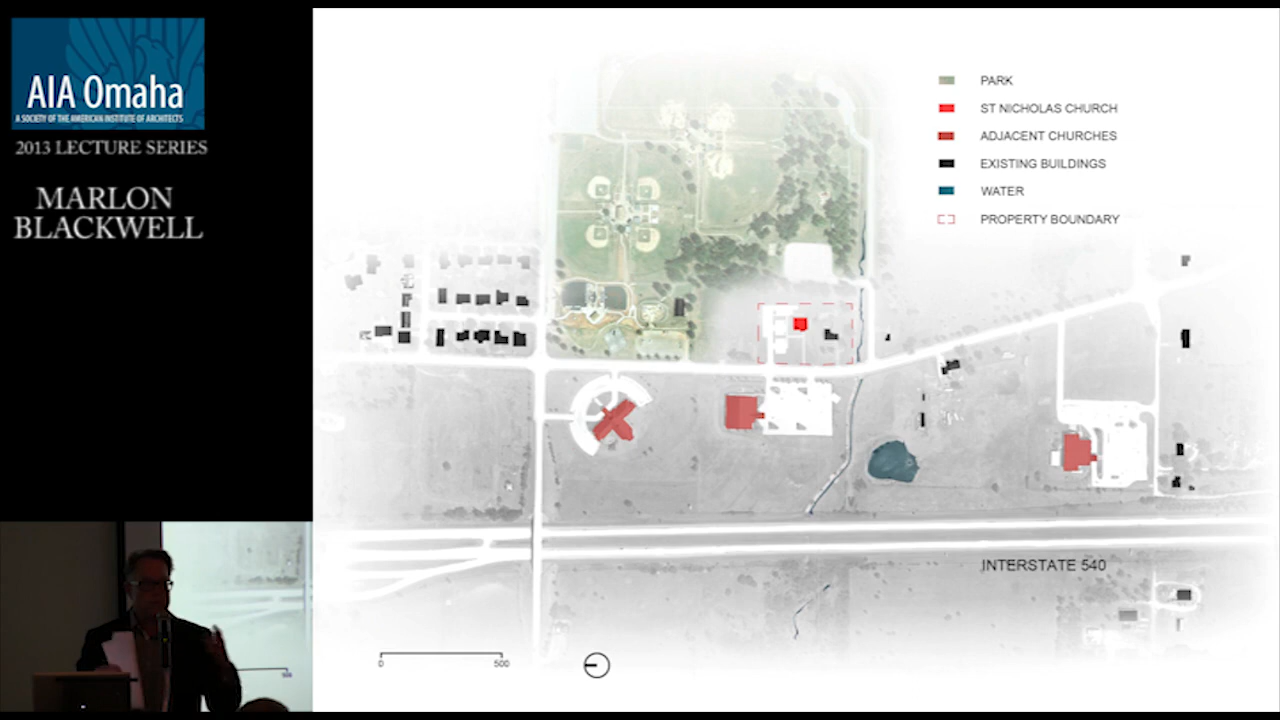 AIA Omaha
A SOCIETY OF THE AMERICAN INSTITUTE OF ARCHITECTS
2013 LECTURE SERIES
MARLON
BLACKWELL
PARK
ST NICHOLAS CHURCH
ADJACENT CHURCHES
EXISTING BUILDINGS
WATER
PROPERTY BOUNDARY
INTERSTATE 540
0 500
500